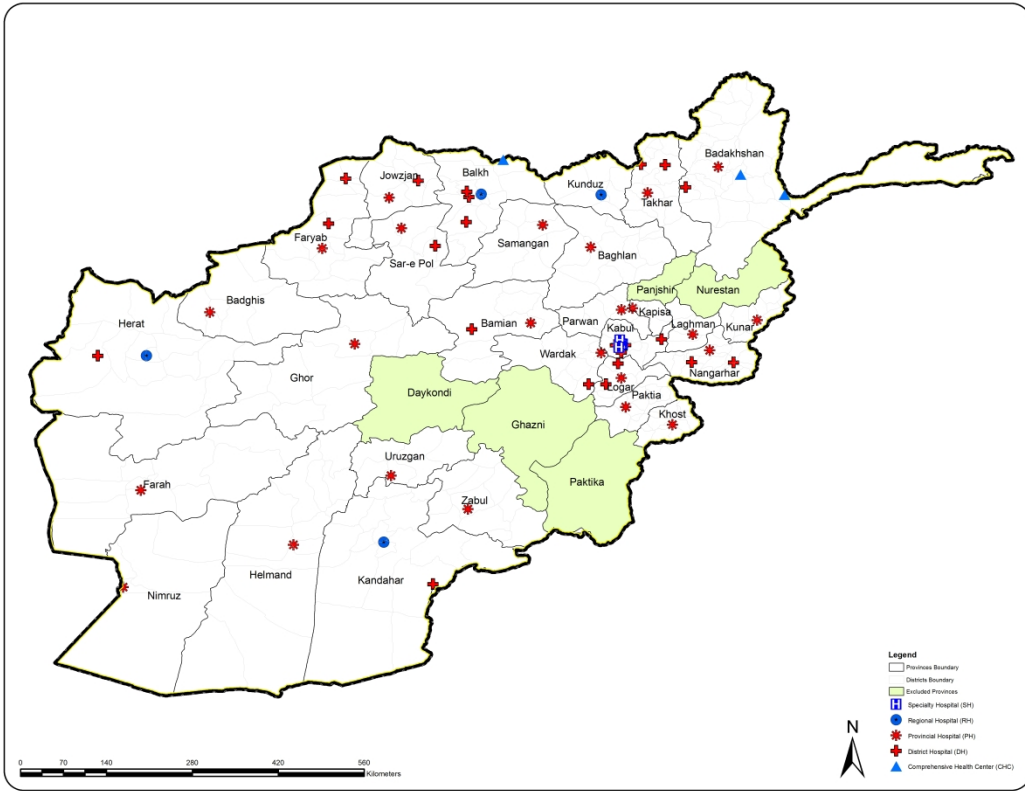 Badakhshan
Jowzjan
Balkh
Kunduz
Takhar
Faryab
Samangan
Baghlan
Sar-e Pol
Panjshir
Nurestan
Badghis
Herat
Bamian
Parwan
Kapisa
Kabul
Laghman
Kunar
Wardak
Nangarhar
Ghor
Daykondi
Logar
Paktia
Khost
Ghazni
Uruzgan
Paktika
Farah
Zabul
Helmand
Kandahar
Nimruz
Legend
Provinces Boundary
Districts Boundary
Excluded Provinces
H Specialty Hospital (SH)
Regional Hospital (RH)
Provincial Hospital (PH)
District Hospital (DH)
Comprehensive Health Center (CHC)
N
0 70 140 280 420 560
Kilometers